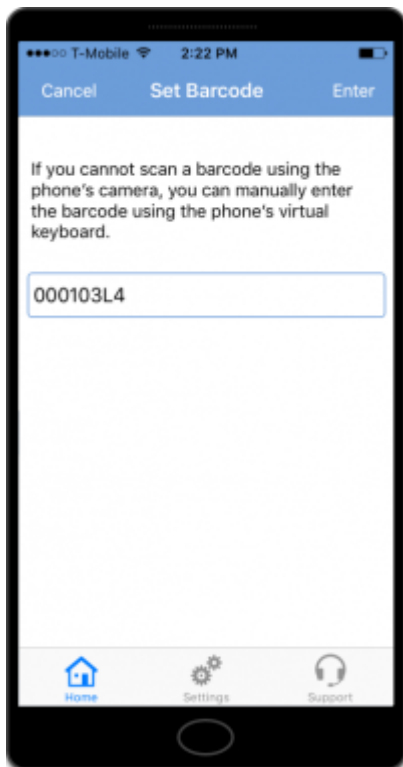 T-Mobile 2:22 PM
Cancel Set Barcode Enter
If you cannot scan a barcode using the
phone's camera, you can manually enter
the barcode using the phone's virtual
keyboard.
000103L4
Home Settings Support